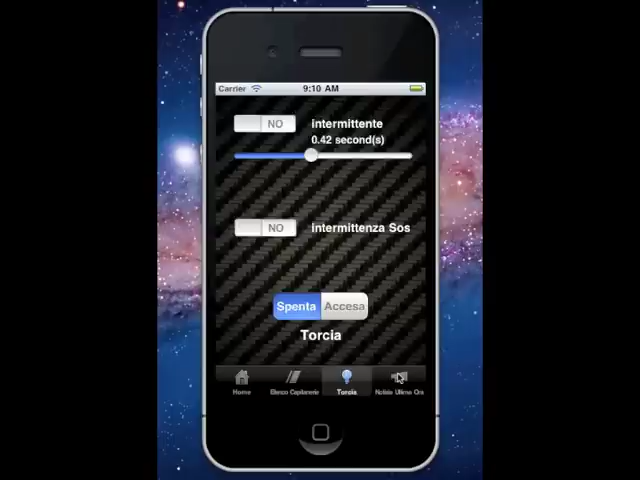 Carrier 9:10 AM
NO intermittente
0.42 second(s)
NO intermittenza Sos
Spenta Accesa
Torcia
Home Elenco Capitanerie Torcia Notizie Ultime Ora